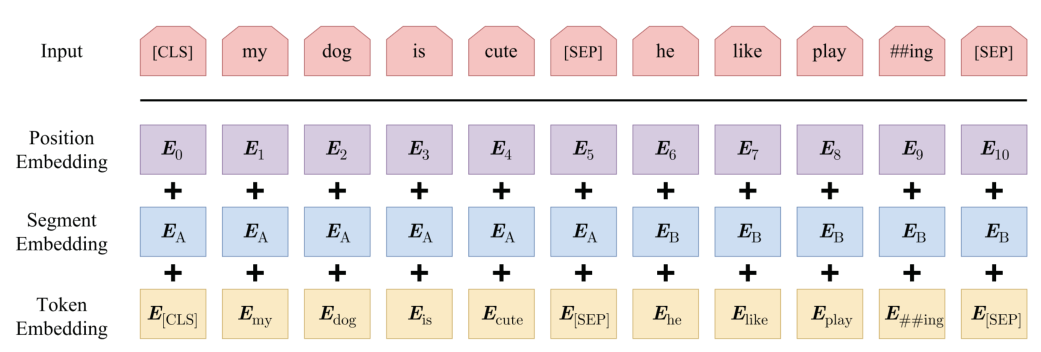 Input [CLS] my dog is cute [SEP] he like play ##ing [SEP]
Position
Embedding
E0 E1 E2 E3 E4 E5 E6 E7 E8 E9 E10
+ + + + + + + + + + +
Segment
Embedding
EA EA EA EA EA EA EB EB EB EB EB
+ + + + + + + + + + +
Token
Embedding
E[CLS] Emy Edog Eis Ecute E[SEP] Ehe Elike Eplay E##ing E[SEP]